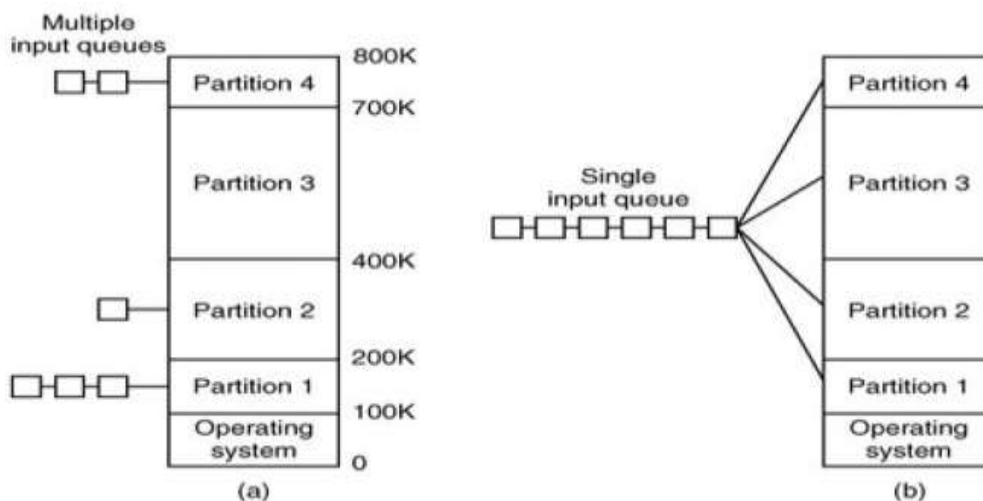 Multiple
input queues
800K
Partition 4
700K
Partition 3
400K
Partition 2
200K
Partition 1
100K
Operating
system
0
(a)
Single
input queue
Partition 4
Partition 3
Partition 2
Partition 1
Operating
system
(b)